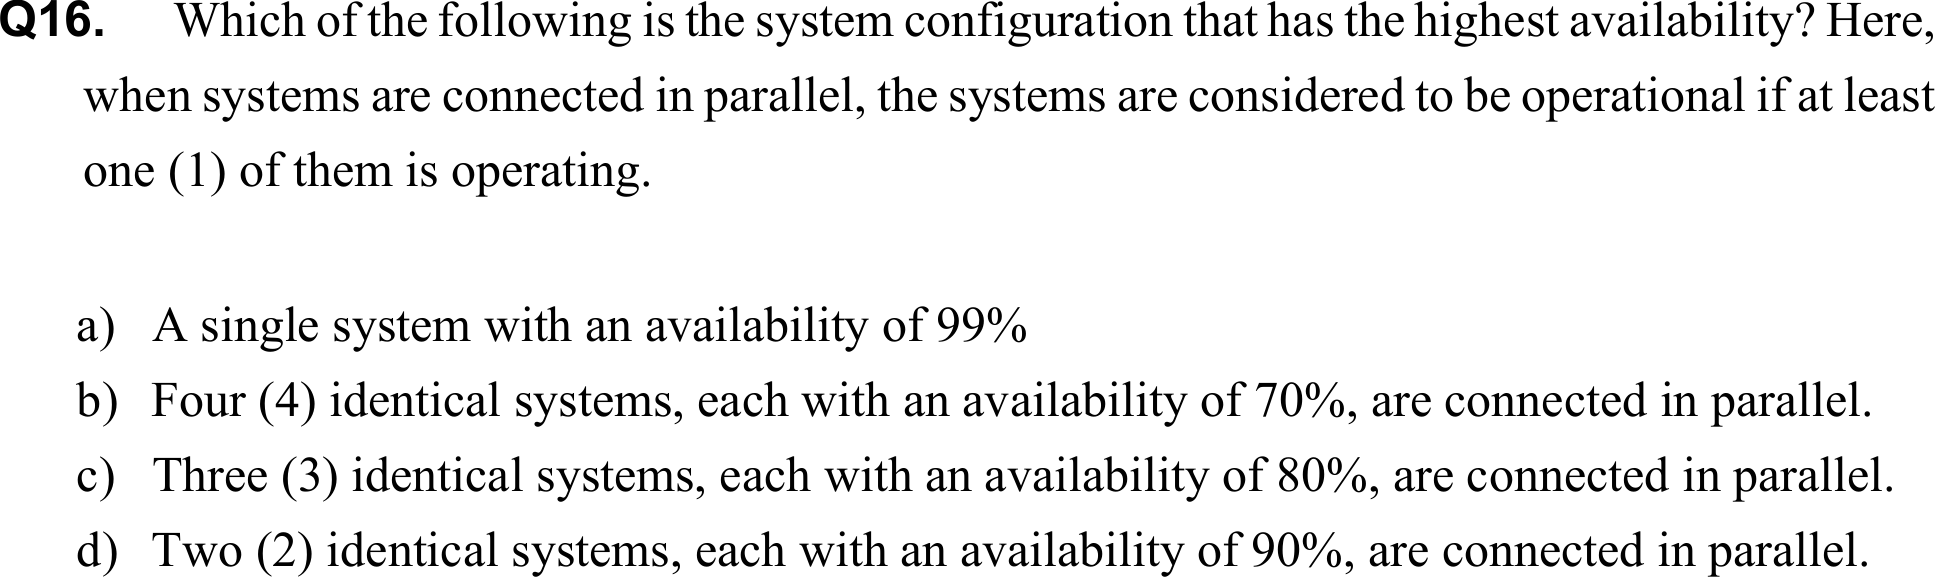 Q16. Which of the following is the system configuration that has the highest availability? Here,
when systems are connected in parallel, the systems are considered to be operational if at least
one (1) of them is operating.
a) A single system with an availability of 99%
b) Four (4) identical systems, each with an availability of 70%, are connected in parallel.
c) Three (3) identical systems, each with an availability of 80%, are connected in parallel.
d) Two (2) identical systems, each with an availability of 90%, are connected in parallel.